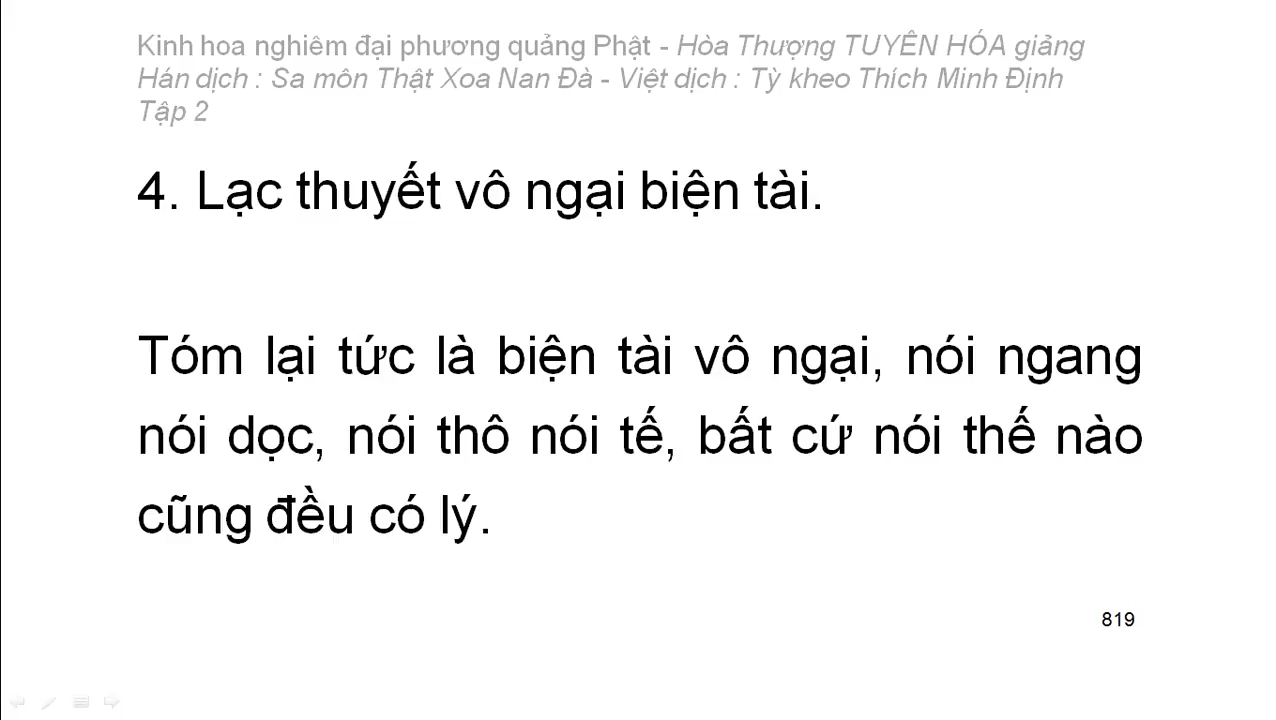 Kinh hoa nghiêm đại phương quảng Phật - Hòa Thượng TUYÊN HÓA giảng
Hán dịch : Sa môn Thật Xoa Nan Đà - Việt dịch : Tỳ kheo Thích Minh Định
Tập 2
4. Lạc thuyết vô ngại biện tài.
Tóm lại tức là biện tài vô ngại, nói ngang
nói dọc, nói thô nói tế, bất cứ nói thế nào
cũng đều có lý.
819